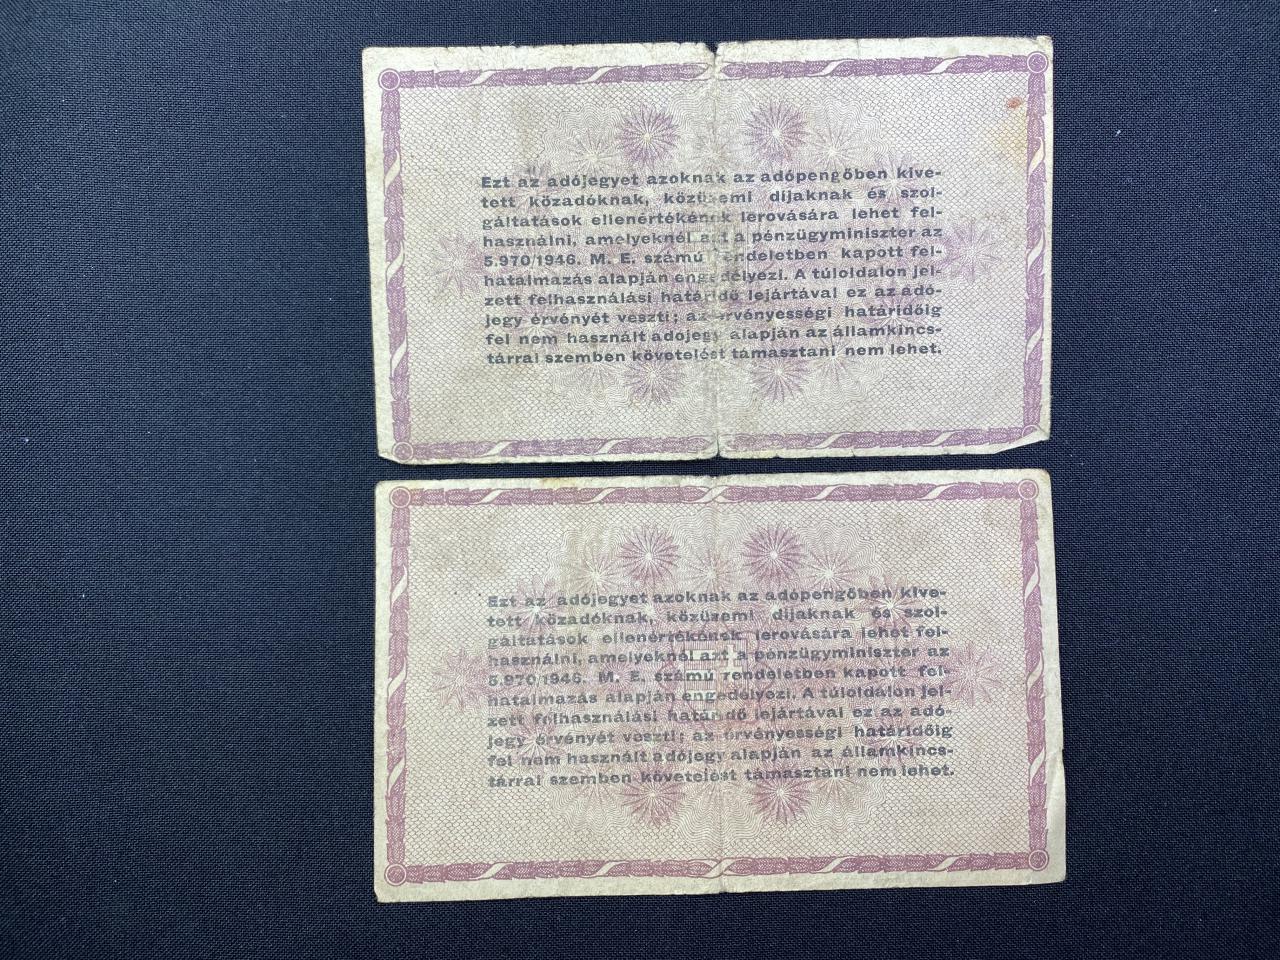 Ezt az adójegyet azoknak az adópengőben kive-
tett közadóknak, közüzemi díjaknak és szol-
gáltatások ellenértékének lerovására lehet fel-
használni, amelyeknél azt a pénzügyminiszter az
5.970/1946. M. E. számú rendeletben kapott fel-
hatalmazás alapján engedélyezi. A túloldalon jel-
zett felhasználási határidő lejártával ez az adó-
jegy érvényét veszti; az érvényességi határidőig
fel nem használt adójegy alapján az államkincs-
tárral szemben követelést támasztani nem lehet.
Ezt az adójegyet azoknak az adópengőben kive-
tett közadóknak, közüzemi díjaknak és szol-
gáltatások ellenértékének lerovására lehet fel-
használni, amelyeknél azt a pénzügyminiszter az
5.970/1946. M. E. számú rendeletben kapott fel-
hatalmazás alapján engedélyezi. A túloldalon jel-
zett felhasználási határidő lejártával ez az adó-
jegy érvényét veszti; az érvényességi határidőig
fel nem használt adójegy alapján az államkincs-
tárral szemben követelést támasztani nem lehet.